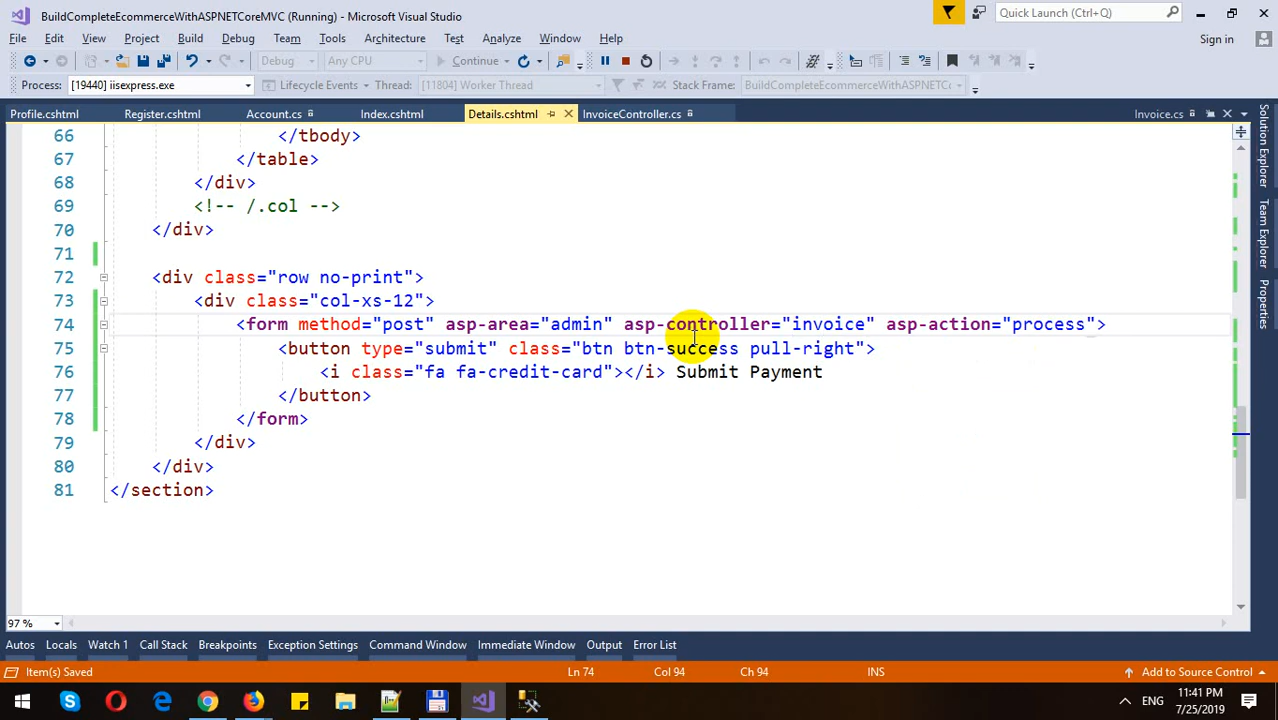 BuildCompleteEcommerceWithASPNETCoreMVC (Running) - Microsoft Visual Studio
Quick Launch (Ctrl+Q)
File Edit View Project Build Debug Team Tools Architecture Test Analyze Window Help
Sign in
Debug Any CPU Continue
Process: [19440] iisexpress.exe Lifecycle Events Thread: [11804] Worker Thread Stack Frame: BuildCompleteEcommerceWithASPNETCo
Profile.cshtml Register.cshtml Account.cs Index.cshtml Details.cshtml InvoiceController.cs Invoice.cs
66 </tbody>
67 </table>
68 </div>
69 <!-- /.col -->
70 </div>
71
72 <div class="row no-print">
73 <div class="col-xs-12">
74 <form method="post" asp-area="admin" asp-controller="invoice" asp-action="process">
75 <button type="submit" class="btn btn-success pull-right">
76 <i class="fa fa-credit-card"></i> Submit Payment
77 </button>
78 </form>
79 </div>
80 </div>
81 </section>
Solution Explorer
Team Explorer
Properties
97 %
Autos Locals Watch 1 Call Stack Breakpoints Exception Settings Command Window Immediate Window Output Error List
Item(s) Saved Ln 74 Col 94 Ch 94 INS Add to Source Control
ENG
11:41 PM
7/25/2019